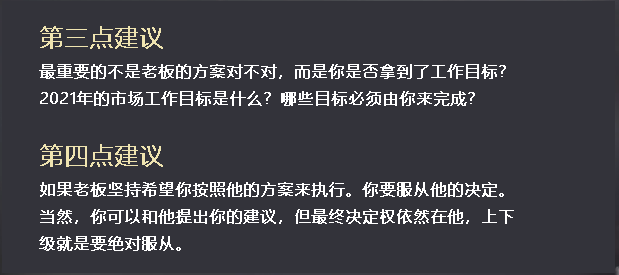 第三点建议
最重要的不是老板的方案对不对，而是你是否拿到了工作目标？
2021年的市场工作目标是什么？哪些目标必须由你来完成？
第四点建议
如果老板坚持希望你按照他的方案来执行。你要服从他的决定。
当然，你可以和他提出你的建议，但最终决定权依然在他，上下
级就是要绝对服从。